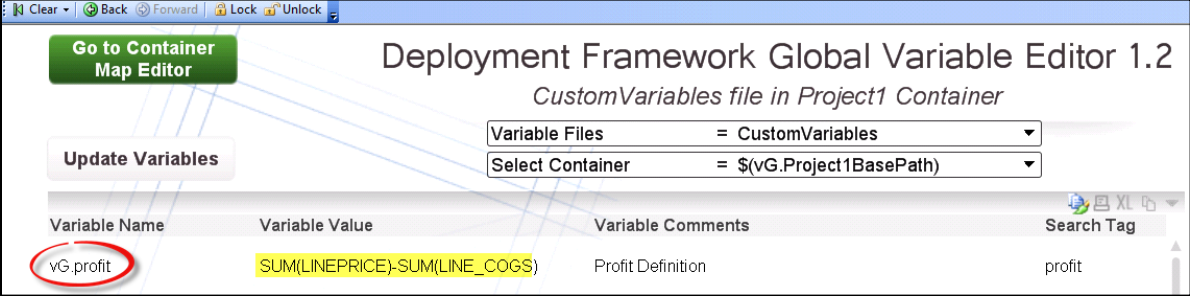 Clear Back Forward Lock Unlock
Go to Container
Map Editor
Deployment Framework Global Variable Editor 1.2
CustomVariables file in Project1 Container
Variable Files = CustomVariables
Update Variables
Select Container = $(vG.Project1BasePath)
XL
Variable Name Variable Value Variable Comments Search Tag
vG.profit SUM(LINEPRICE)-SUM(LINE_COGS) Profit Definition profit